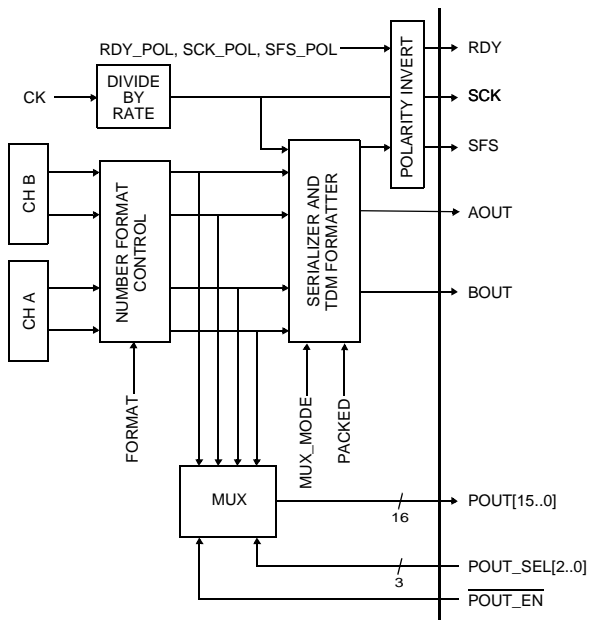 RDY_POL, SCK_POL, SFS_POL
RDY
CK
DIVIDE
BY
RATE
POLARITY INVERT
SCK
SFS
CH B
CH A
NUMBER FORMAT
CONTROL
SERIALIZER AND
TDM FORMATTER
AOUT
BOUT
FORMAT
MUX_MODE
PACKED
MUX
16
POUT[15..0]
3
POUT_SEL[2..0]
POUT_EN